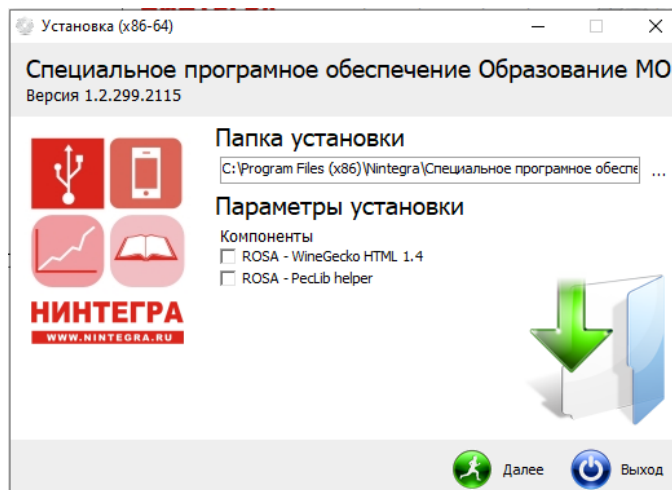 Установка (x86-64)
Специальное програмное обеспечение Образование МО
Версия 1.2.299.2115
Папка установки
C:\Program Files (x86)\Nintegra\Специальное програмное обеспе
...
Параметры установки
Компоненты
ROSA - WineGecko HTML 1.4
ROSA - PecLib helper
НИНТЕГРА
WWW.NINTEGRA.RU
Далее
Выход